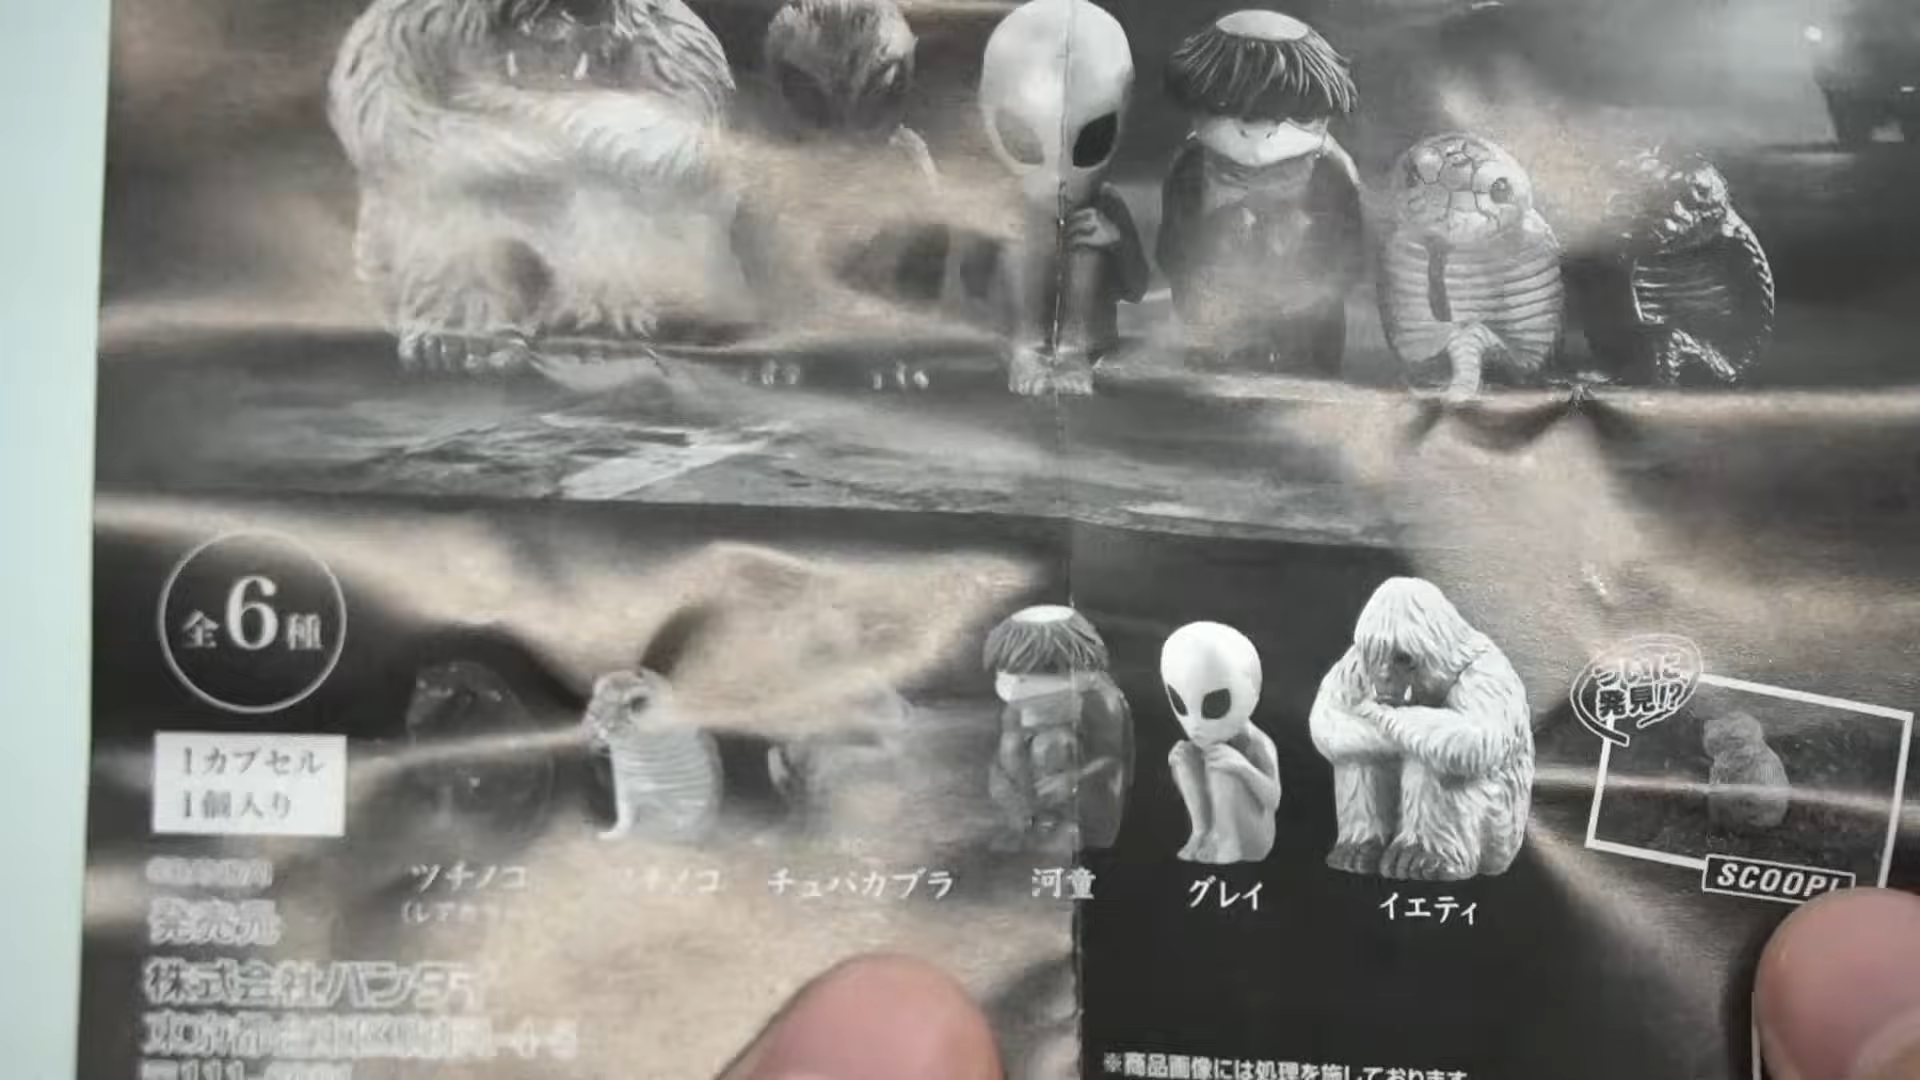 全6種
1カプセル
1個入り
ついに
発見!?
SCOOP!
ツチノコ
チュパカブラ
河童
グレイ
イエティ
発売元
株式会社バンダイ
※商品画像には処理を施しております